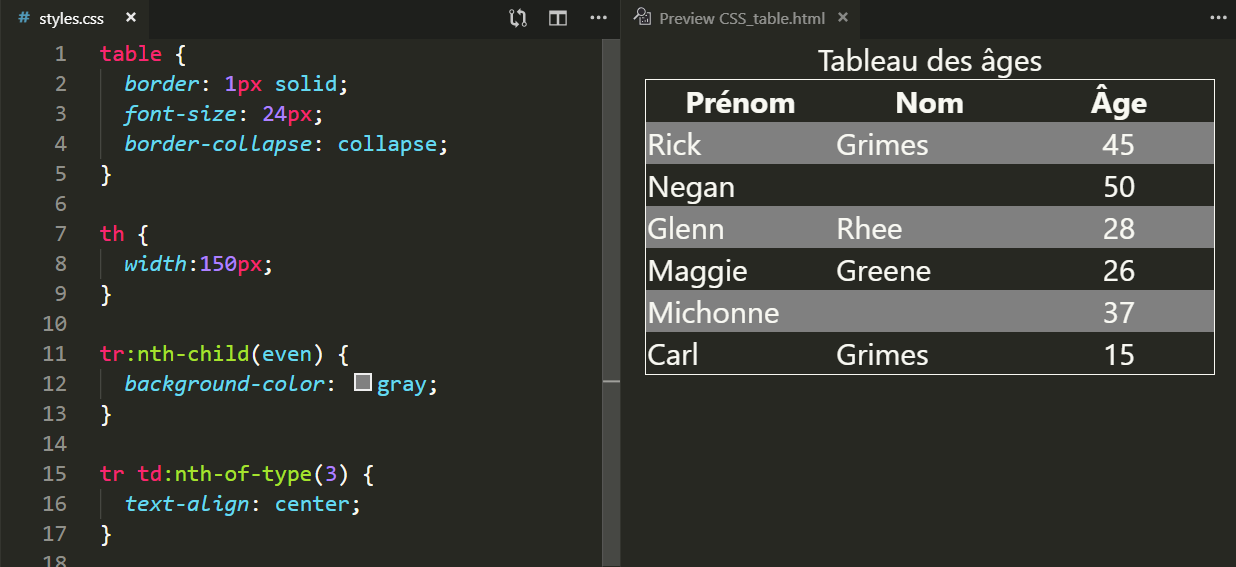 # styles.css ×
1 table {
2 border: 1px solid;
3 font-size: 24px;
4 border-collapse: collapse;
5 }
6
7 th {
8 width:150px;
9 }
10
11 tr:nth-child(even) {
12 background-color: gray;
13 }
14
15 tr td:nth-of-type(3) {
16 text-align: center;
17 }
18
Preview CSS_table.html ×
Tableau des âges
Prénom Nom Âge
Rick Grimes 45
Negan 50
Glenn Rhee 28
Maggie Greene 26
Michonne 37
Carl Grimes 15